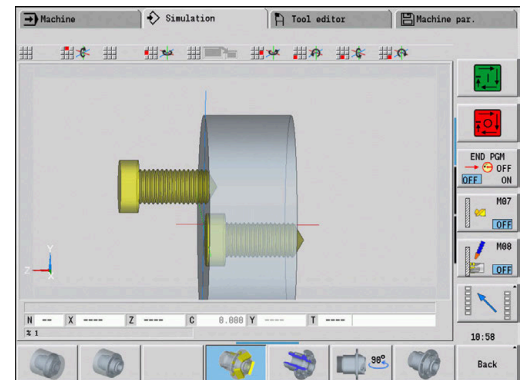 Machine
Simulation
Tool editor
Machine par.
END PGM
OFF
OFF ON
M07
OFF
M08
OFF
Y
Z X
N -- X ---- Z ---- C 0.000 Y ---- T ----
% 1
10:58
90°
Back